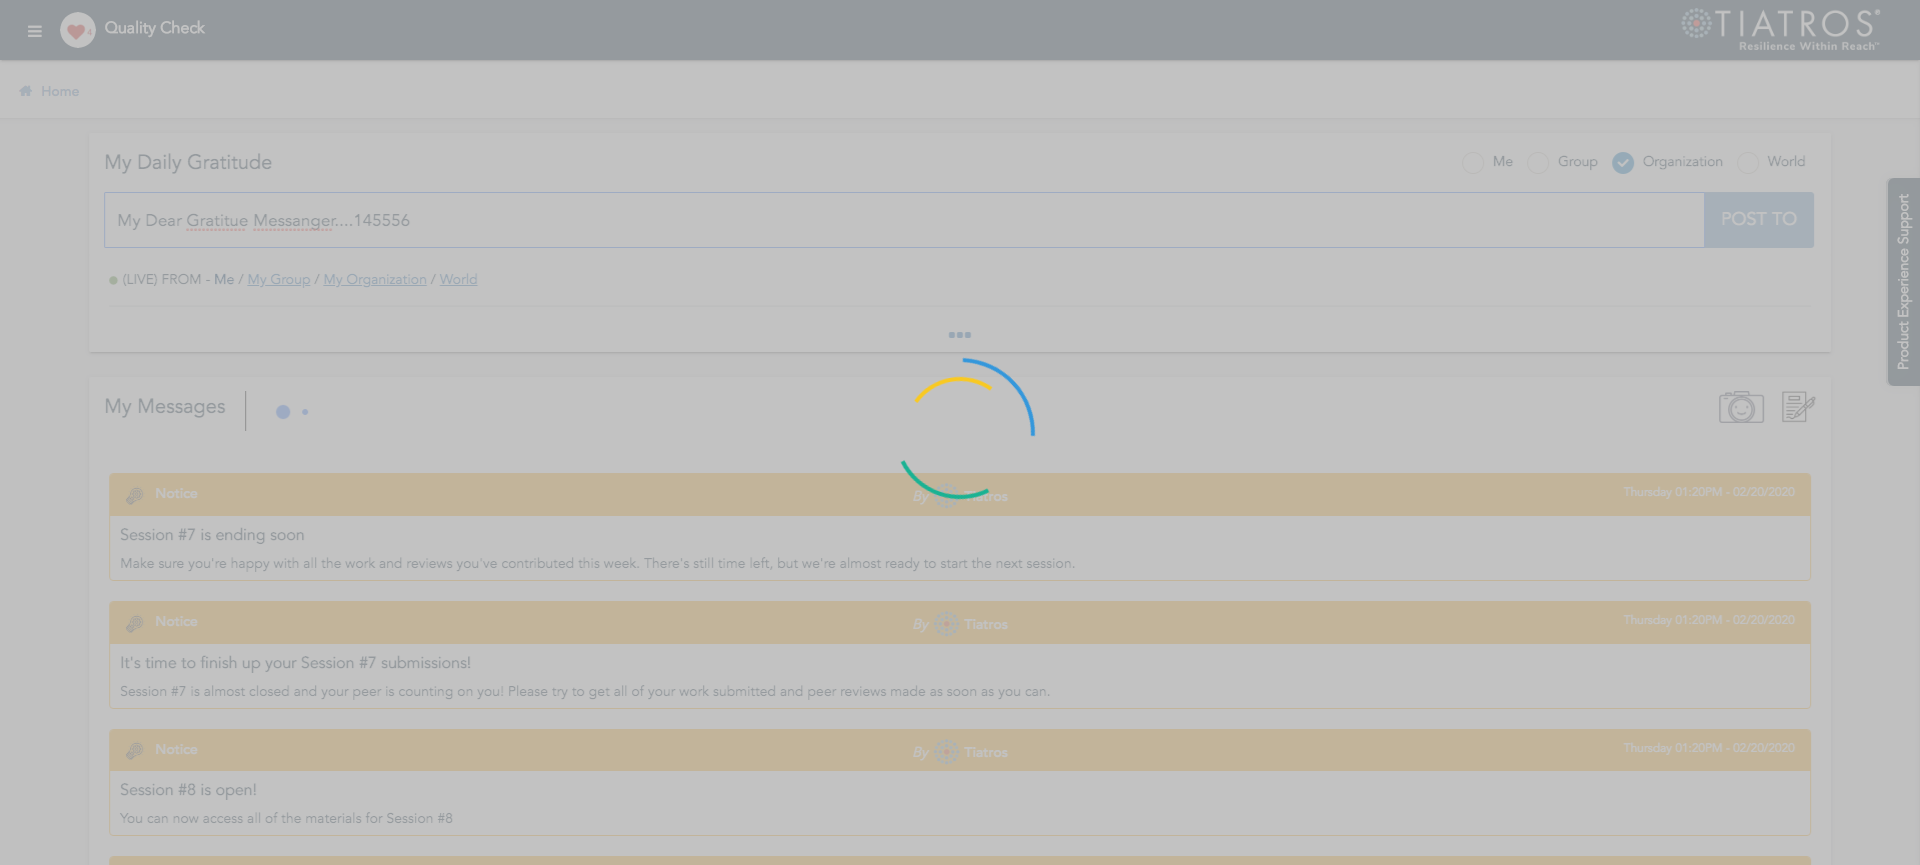 4
Quality Check
TIATROS®
Resilience Within Reach™
Home
My Daily Gratitude
Me Group Organization World
My Dear Gratitue Messanger....145556
POST TO
(LIVE) FROM - Me / My Group / My Organization / World
Product Experience Support
My Messages
Notice By Tiatros Thursday 01:20PM - 02/20/2020
Session #7 is ending soon
Make sure you're happy with all the work and reviews you've contributed this week. There's still time left, but we're almost ready to start the next session.
Notice By Tiatros Thursday 01:20PM - 02/20/2020
It's time to finish up your Session #7 submissions!
Session #7 is almost closed and your peer is counting on you! Please try to get all of your work submitted and peer reviews made as soon as you can.
Notice By Tiatros Thursday 01:20PM - 02/20/2020
Session #8 is open!
You can now access all of the materials for Session #8